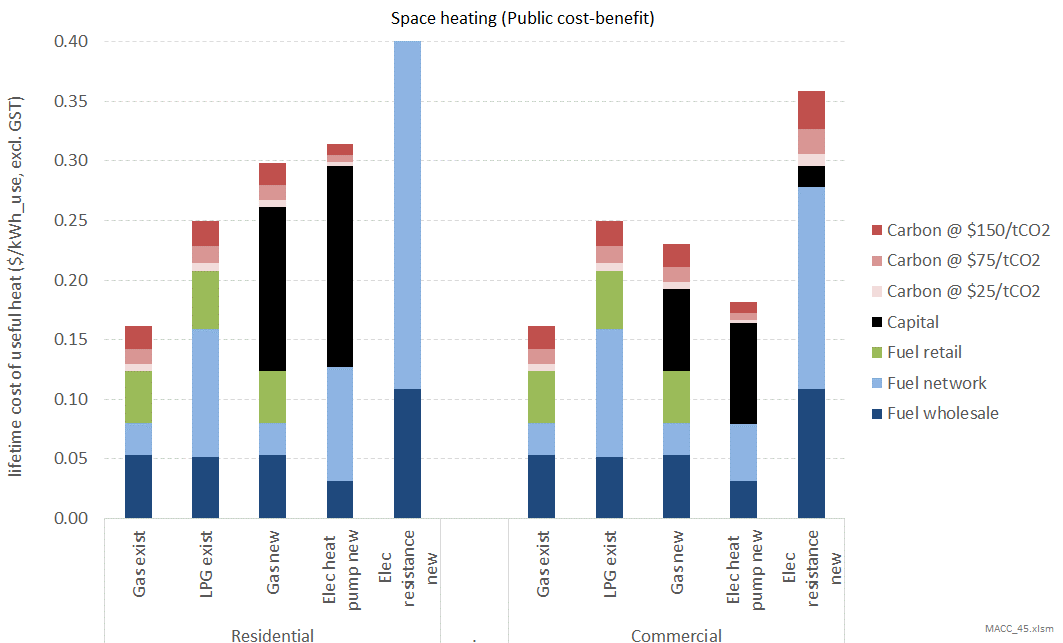 Space heating (Public cost-benefit)
lifetime cost of useful heat ($/kWh_use, excl. GST)
0.40
0.35
0.30
0.25
0.20
0.15
0.10
0.05
0.00
Gas exist
LPG exist
Gas new
Elec heat
pump new
Elec
resistance
new
Gas exist
LPG exist
Gas new
Elec heat
pump new
Elec
resistance
new
Residential
.
Commercial
Carbon @ $150/tCO2
Carbon @ $75/tCO2
Carbon @ $25/tCO2
Capital
Fuel retail
Fuel network
Fuel wholesale
MACC_45.xlsm